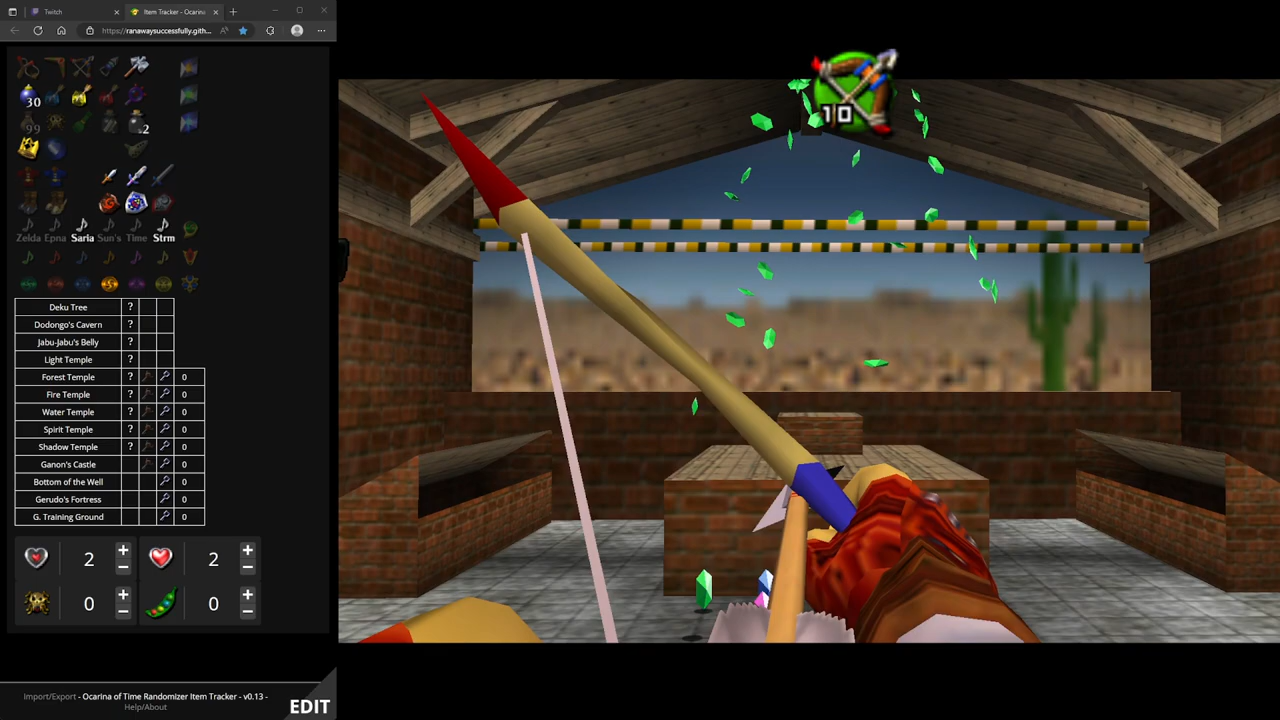 Twitch
Item Tracker - Ocarin
https://ranawaysuccessfully.gith...
30
99
2
Zelda Epna Saria Sun's Time Strm
Deku Tree ?
Dodongo's Cavern ?
Jabu-Jabu's Belly ?
Light Temple ?
Forest Temple ? 0
Fire Temple ? 0
Water Temple ? 0
Spirit Temple ? 0
Shadow Temple ? 0
Ganon's Castle 0
Bottom of the Well 0
Gerudo's Fortress 0
G. Training Ground 0
2 + − 2 + −
0 + − 0 + −
Import/Export - Ocarina of Time Randomizer Item Tracker - v0.13 -
Help/About
EDIT
10